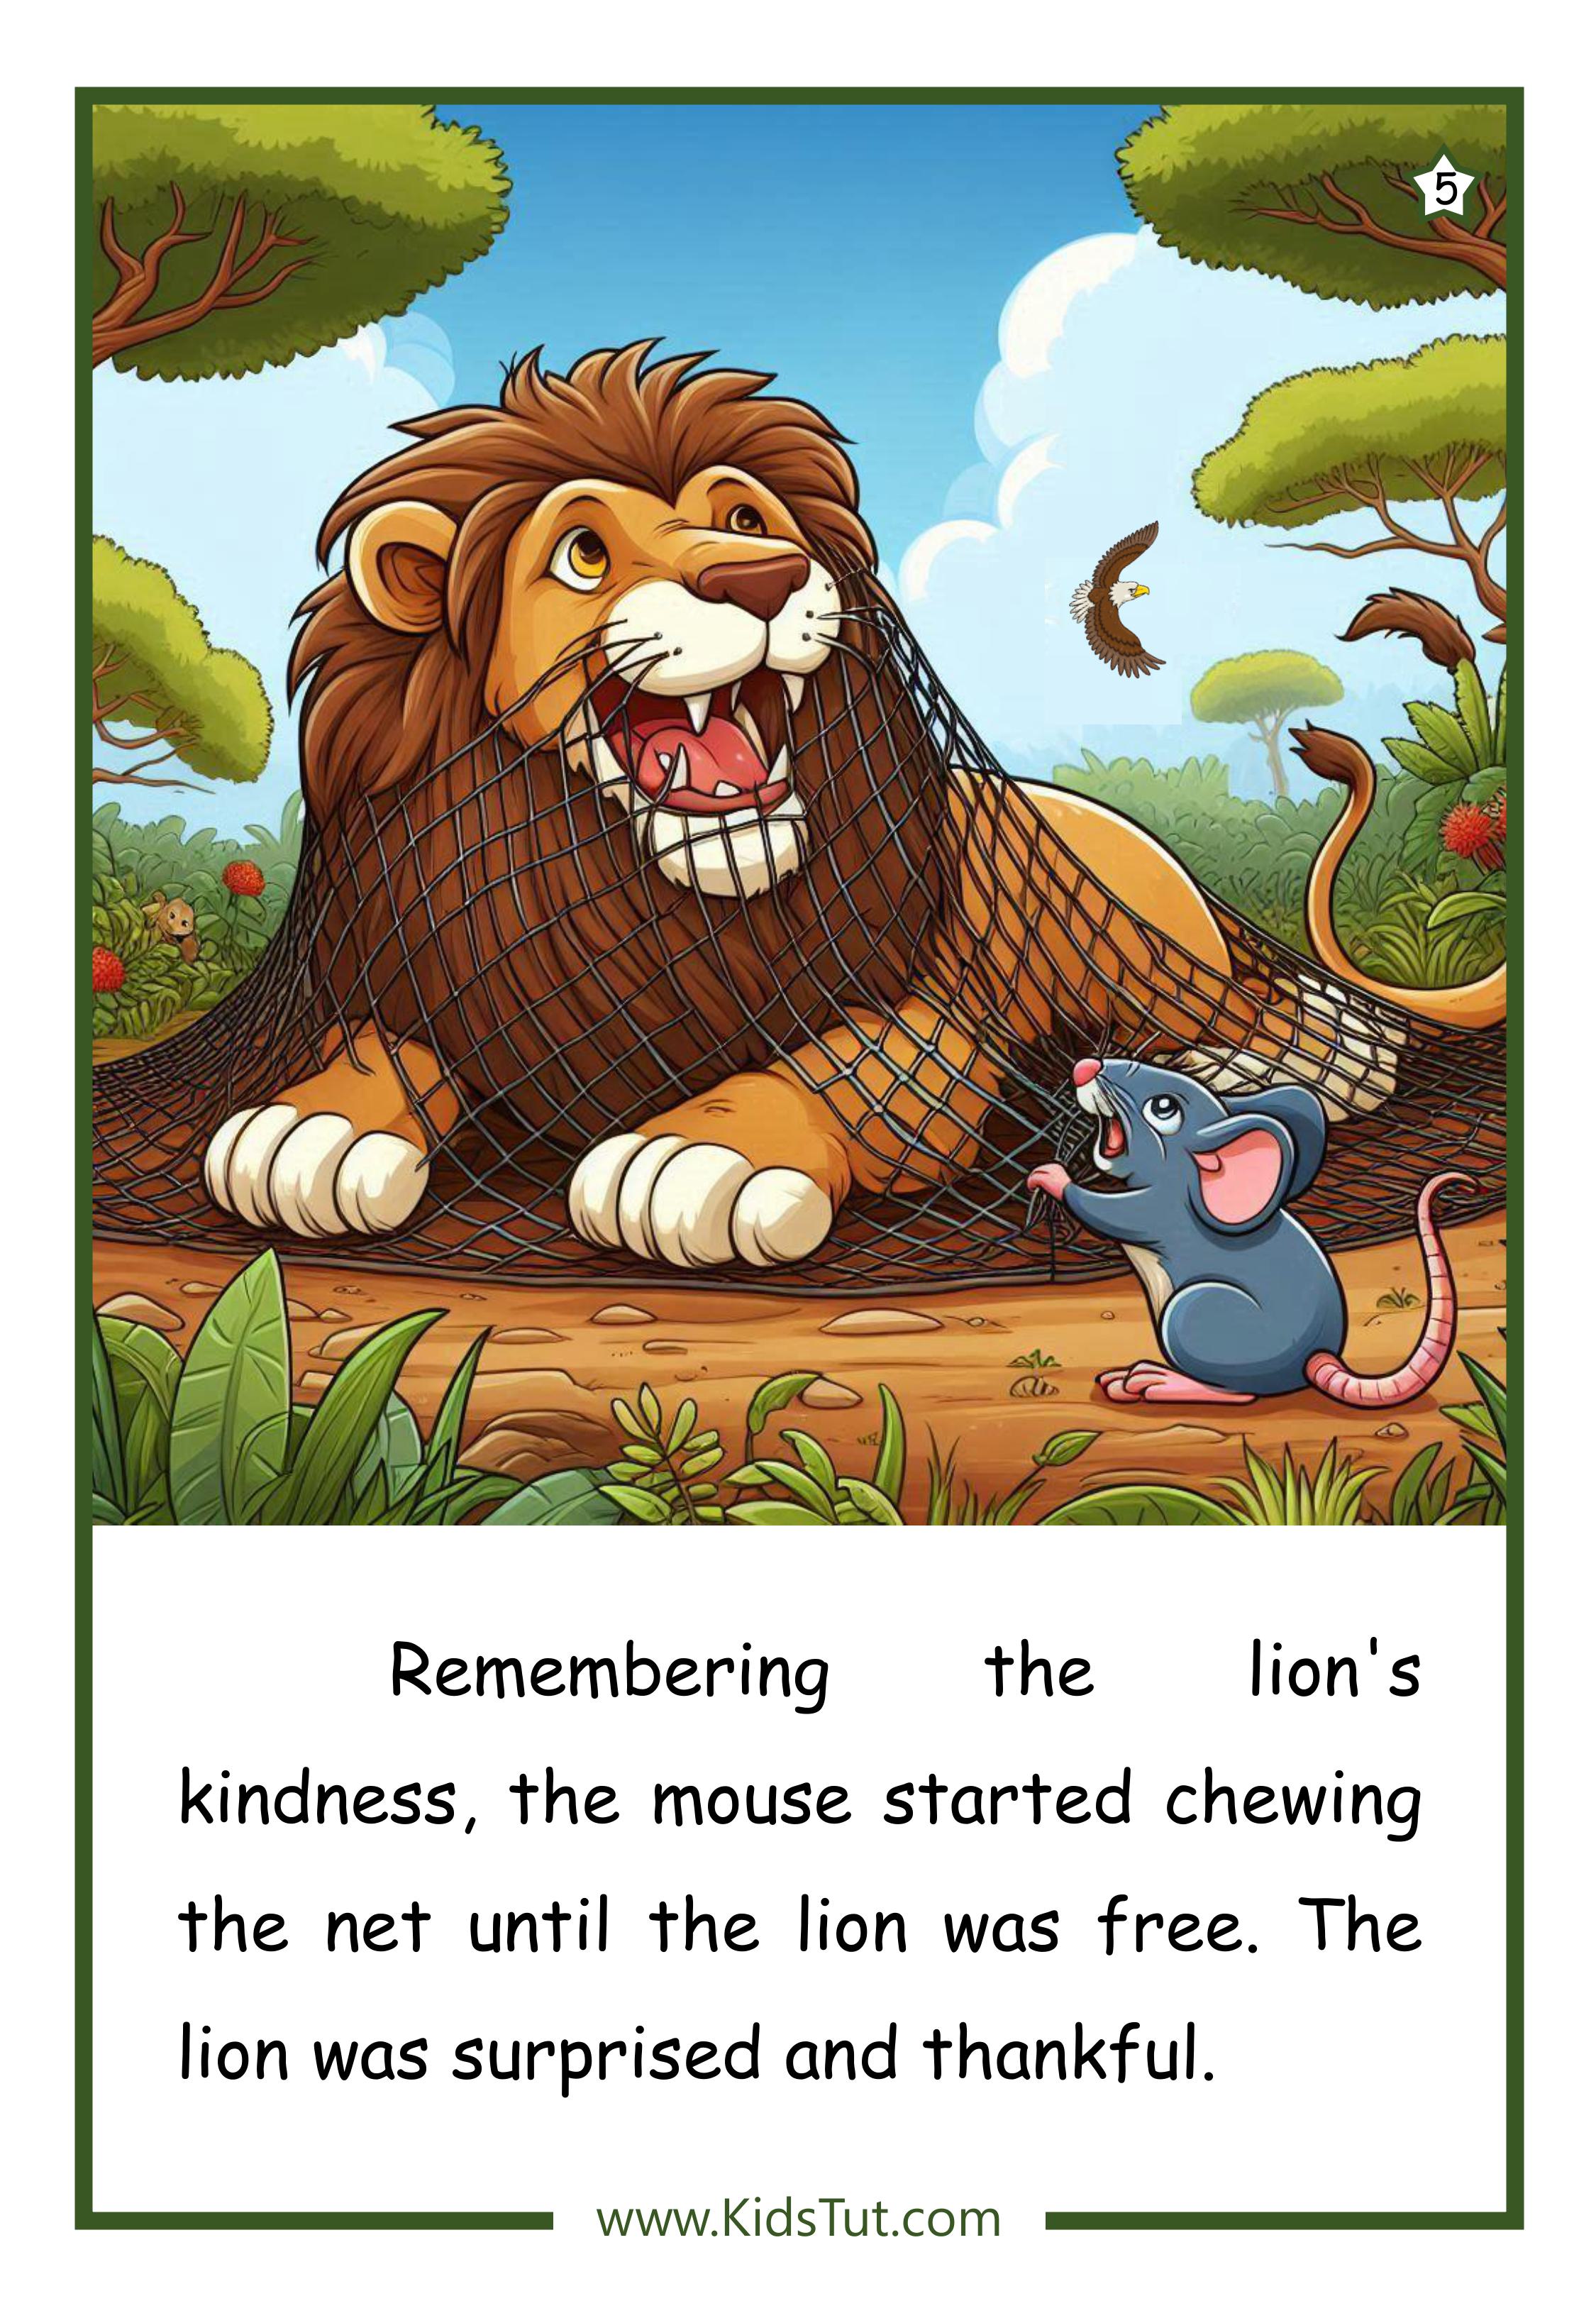 5
Remembering the lion's
kindness, the mouse started chewing
the net until the lion was free. The
lion was surprised and thankful.
www.KidsTut.com